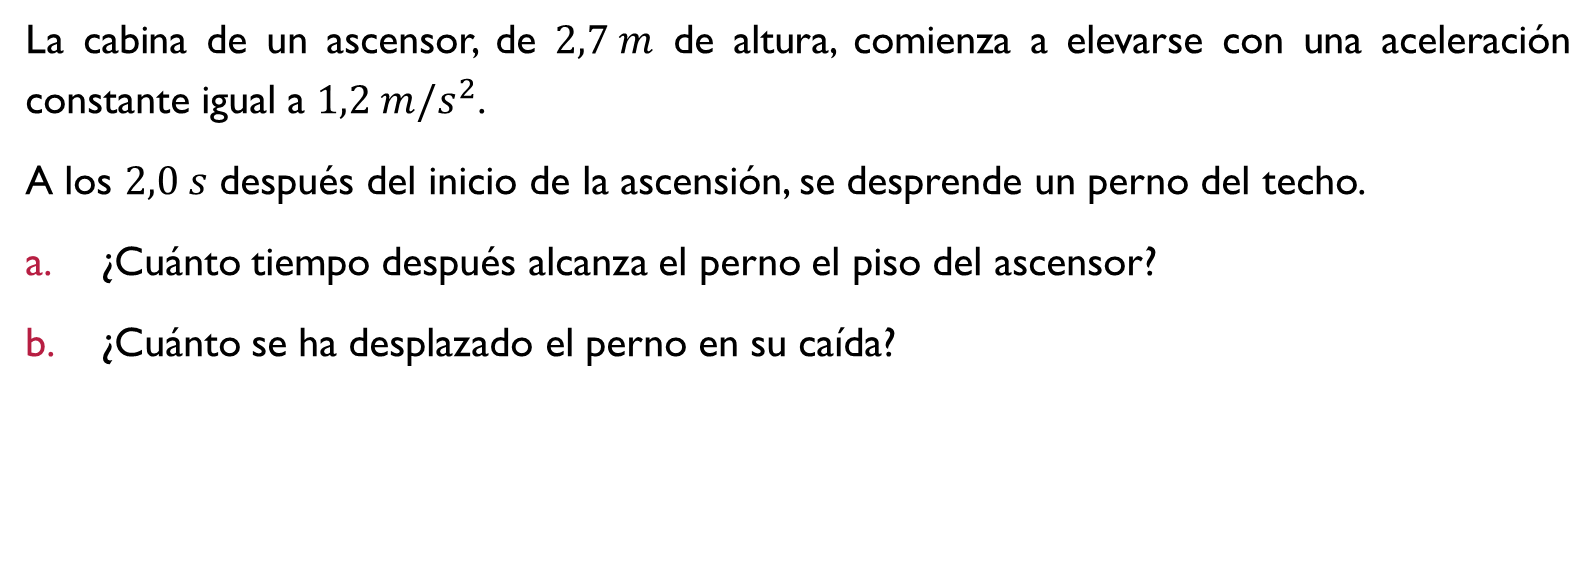 La cabina de un ascensor, de 2,7 m de altura, comienza a elevarse con una aceleración
constante igual a 1,2 m/s².
A los 2,0 s después del inicio de la ascensión, se desprende un perno del techo.
a. ¿Cuánto tiempo después alcanza el perno el piso del ascensor?
b. ¿Cuánto se ha desplazado el perno en su caída?